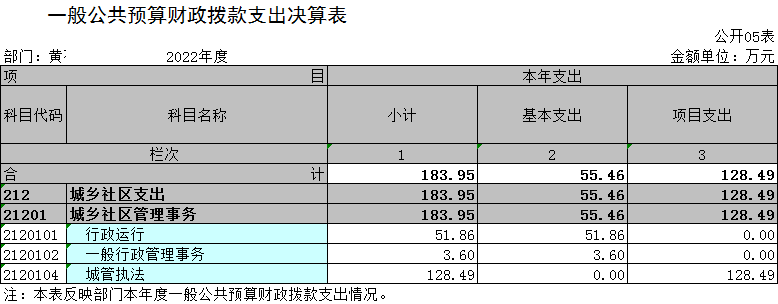 一般公共预算财政拨款支出决算表
公开05表
部门：黄 2022年度 金额单位：万元
项 目 本年支出
科目代码 科目名称 小计 基本支出 项目支出
栏次 1 2 3
合 计 183.95 55.46 128.49
212 城乡社区支出 183.95 55.46 128.49
21201 城乡社区管理事务 183.95 55.46 128.49
2120101 行政运行 51.86 51.86 0.00
2120102 一般行政管理事务 3.60 3.60 0.00
2120104 城管执法 128.49 0.00 128.49
注：本表反映部门本年度一般公共预算财政拨款支出情况。